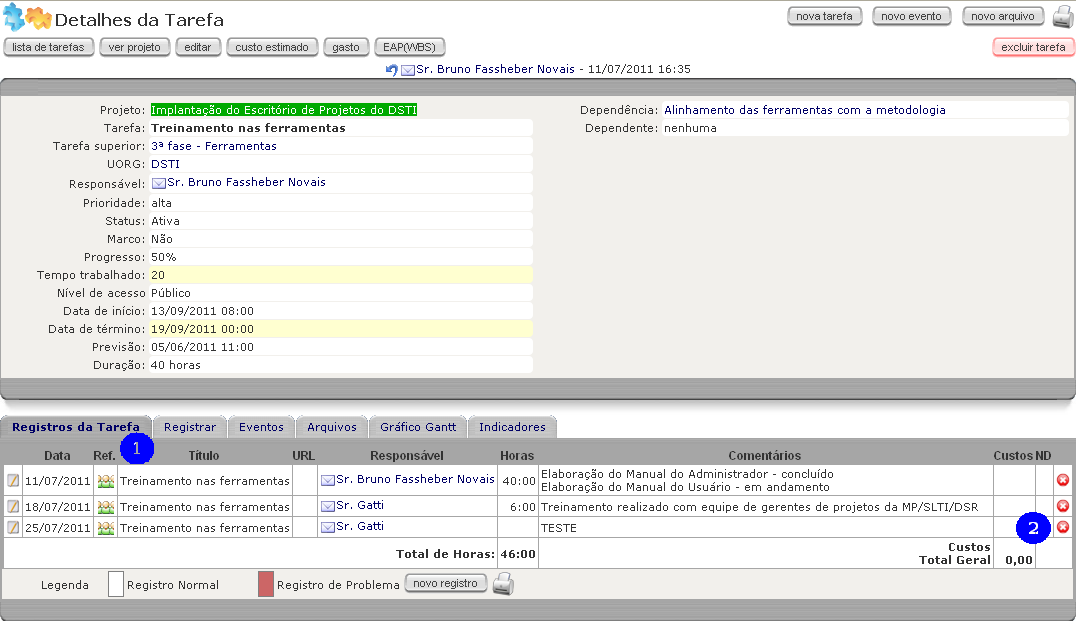 Detalhes da Tarefa
nova tarefa novo evento novo arquivo
lista de tarefas ver projeto editar custo estimado gasto EAP(WBS) excluir tarefa
Sr. Bruno Fassheber Novais - 11/07/2011 16:35
Projeto: Implantação do Escritório de Projetos do DSTI
Tarefa: Treinamento nas ferramentas
Tarefa superior: 3ª fase - Ferramentas
UORG: DSTI
Responsável: Sr. Bruno Fassheber Novais
Prioridade: alta
Status: Ativa
Marco: Não
Progresso: 50%
Tempo trabalhado: 20
Nível de acesso Público
Data de início: 13/09/2011 08:00
Data de término: 19/09/2011 00:00
Previsão: 05/06/2011 11:00
Duração: 40 horas
Dependência: Alinhamento das ferramentas com a metodologia
Dependente: nenhuma
Registros da Tarefa Registrar Eventos Arquivos Gráfico Gantt Indicadores
1
Data Ref. Título URL Responsável Horas Comentários Custos ND
11/07/2011 Treinamento nas ferramentas Sr. Bruno Fassheber Novais 40:00 Elaboração do Manual do Administrador - concluído
Elaboração do Manual do Usuário - em andamento
18/07/2011 Treinamento nas ferramentas Sr. Gatti 6:00 Treinamento realizado com equipe de gerentes de projetos da MP/SLTI/DSR
25/07/2011 Treinamento nas ferramentas Sr. Gatti TESTE
2
Total de Horas: 46:00 Custos
Total Geral 0,00
Legenda Registro Normal Registro de Problema novo registro